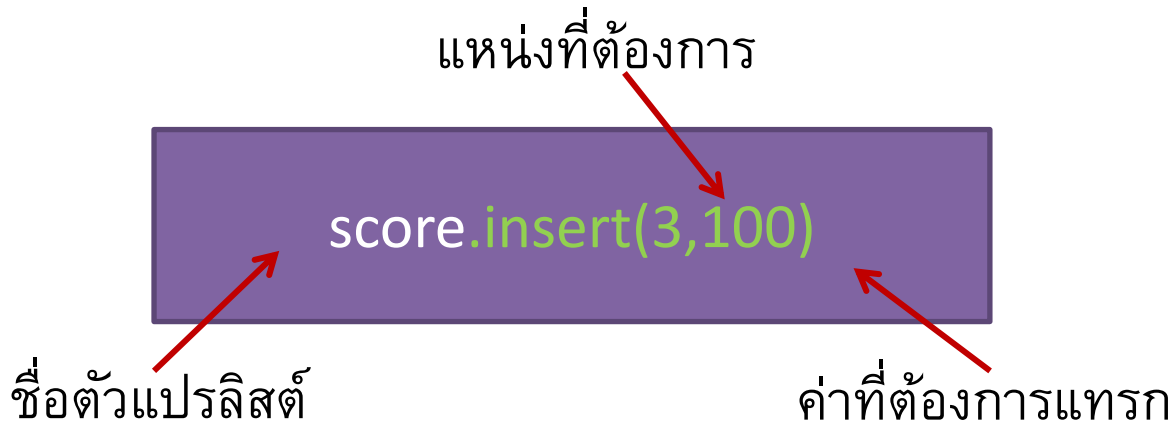 แหน่งที่ต้องการ
score.insert(3,100)
ชื่อตัวแปรลิสต์
ค่าที่ต้องการแทรก